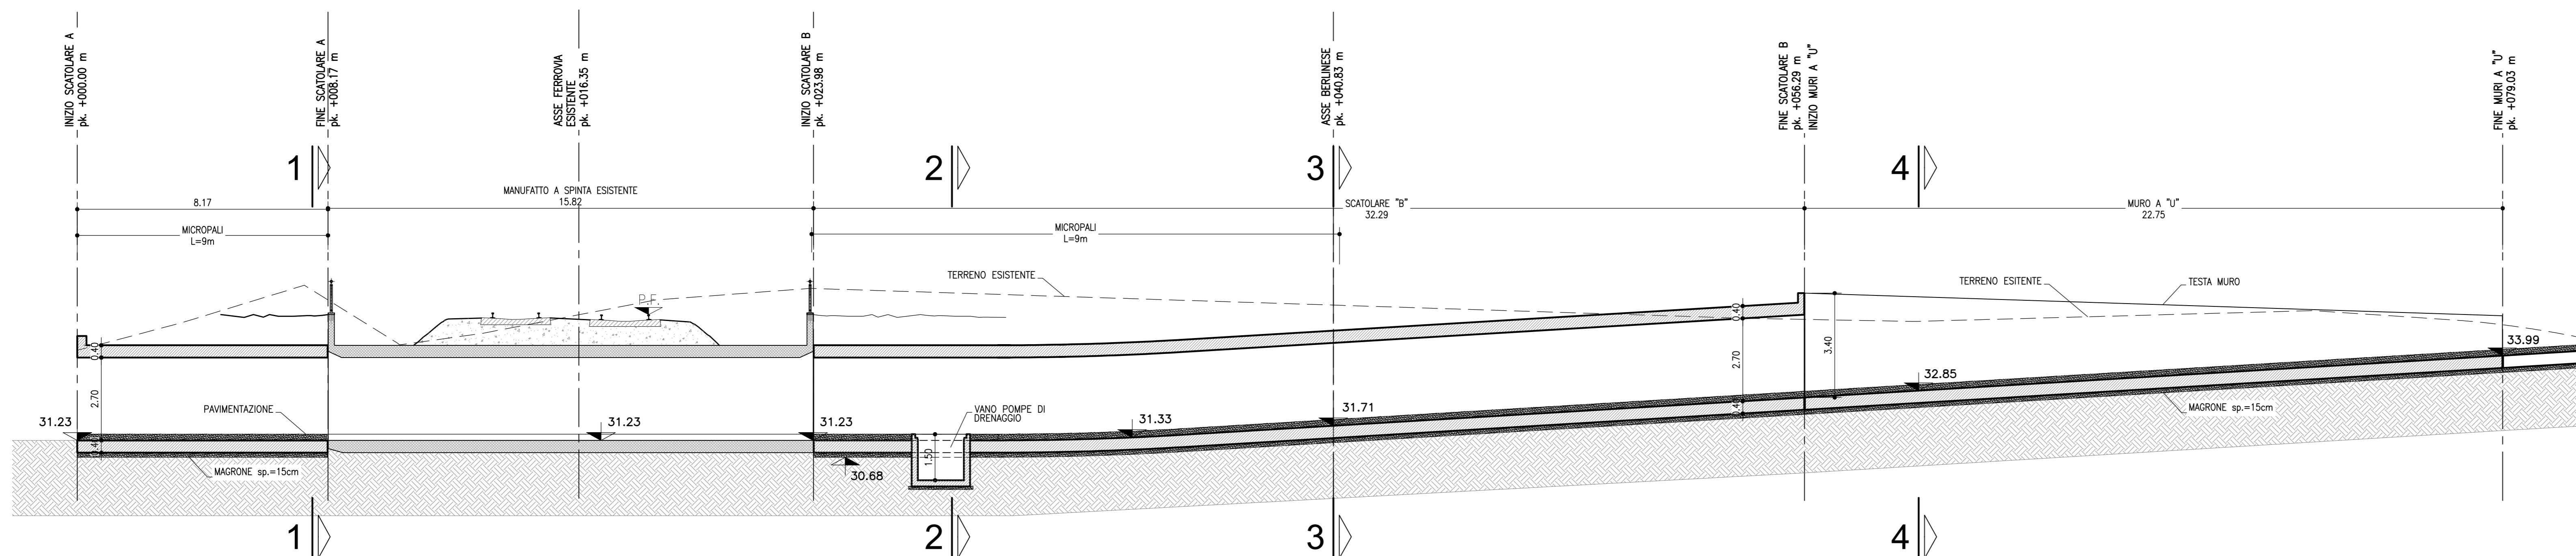 INIZIO SCATOLARE A
pk. +000.00 m
FINE SCATOLARE A
pk. +008.17 m
ASSE FERROVIA
ESISTENTE
pk. +016.35 m
INIZIO SCATOLARE B
pk. +023.98 m
ASSE BERLINESE
pk. +040.83 m
FINE SCATOLARE B
pk. +056.29 m
INIZIO MURI A "U"
FINE MURI A "U"
pk. +079.03 m
1
2
3
4
8.17
MANUFATTO A SPINTA ESISTENTE
15.82
SCATOLARE "B"
32.29
MURO A "U"
22.75
MICROPALI
L=9m
MICROPALI
L=9m
TERRENO ESISTENTE
TERRENO ESITENTE
TESTA MURO
P.F.
0.40
2.70
0.40
0.40
2.70
0.40
3.40
33.99
32.85
31.71
31.33
31.23
31.23
31.23
PAVIMENTAZIONE
VANO POMPE DI
DRENAGGIO
1.50
30.68
MAGRONE sp.=15cm
MAGRONE sp.=15cm
1
2
3
4